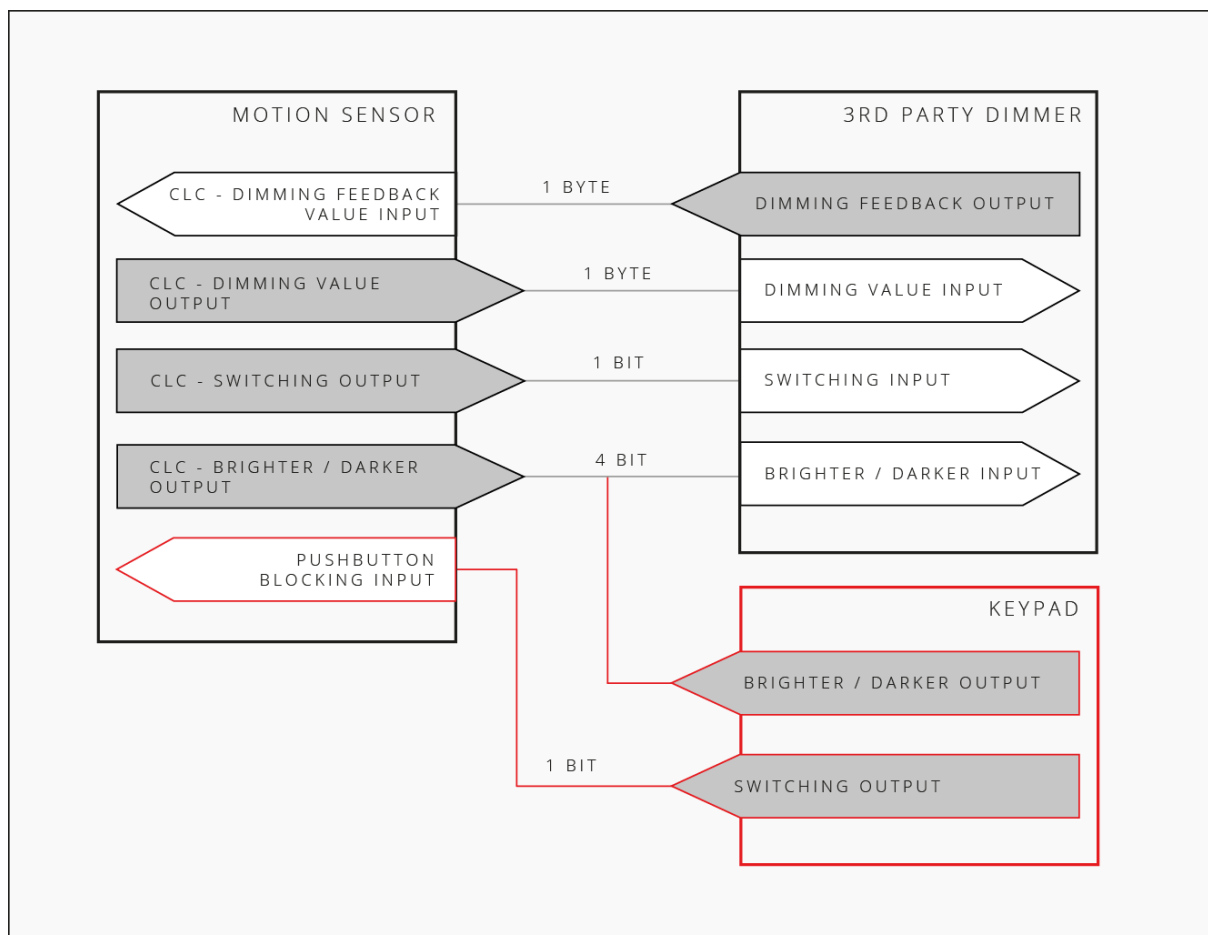 MOTION SENSOR
3RD PARTY DIMMER
CLC - DIMMING FEEDBACK
VALUE INPUT
1 BYTE
DIMMING FEEDBACK OUTPUT
CLC - DIMMING VALUE
OUTPUT
1 BYTE
DIMMING VALUE INPUT
CLC - SWITCHING OUTPUT
1 BIT
SWITCHING INPUT
CLC - BRIGHTER / DARKER
OUTPUT
4 BIT
BRIGHTER / DARKER INPUT
PUSHBUTTON
BLOCKING INPUT
KEYPAD
BRIGHTER / DARKER OUTPUT
1 BIT
SWITCHING OUTPUT